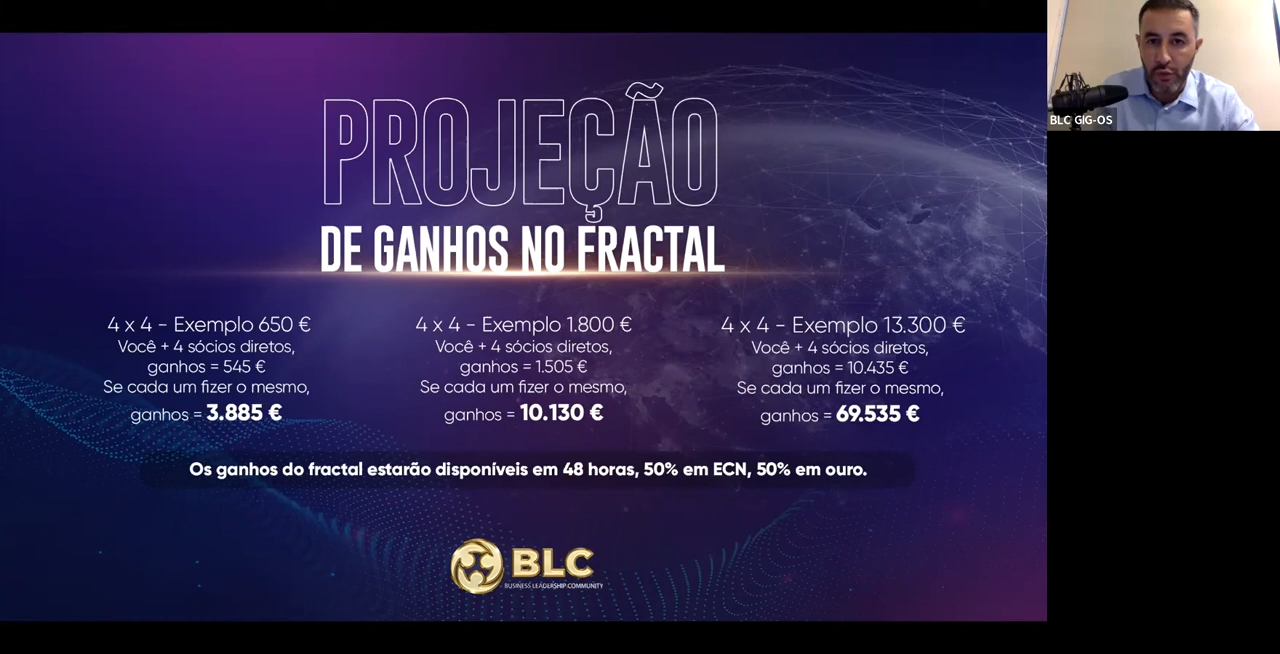 PROJEÇÃO
DE GANHOS NO FRACTAL
4 x 4 - Exemplo 650 €
Você + 4 sócios diretos,
ganhos = 545 €
Se cada um fizer o mesmo,
ganhos = 3.885 €
4 x 4 - Exemplo 1.800 €
Você + 4 sócios diretos,
ganhos = 1.505 €
Se cada um fizer o mesmo,
ganhos = 10.130 €
4 x 4 - Exemplo 13.300 €
Você + 4 sócios diretos,
ganhos = 10.435 €
Se cada um fizer o mesmo,
ganhos = 69.535 €
Os ganhos do fractal estarão disponíveis em 48 horas, 50% em ECN, 50% em ouro.
BLC
BUSINESS LEADERSHIP COMMUNITY
BLC GIG-OS